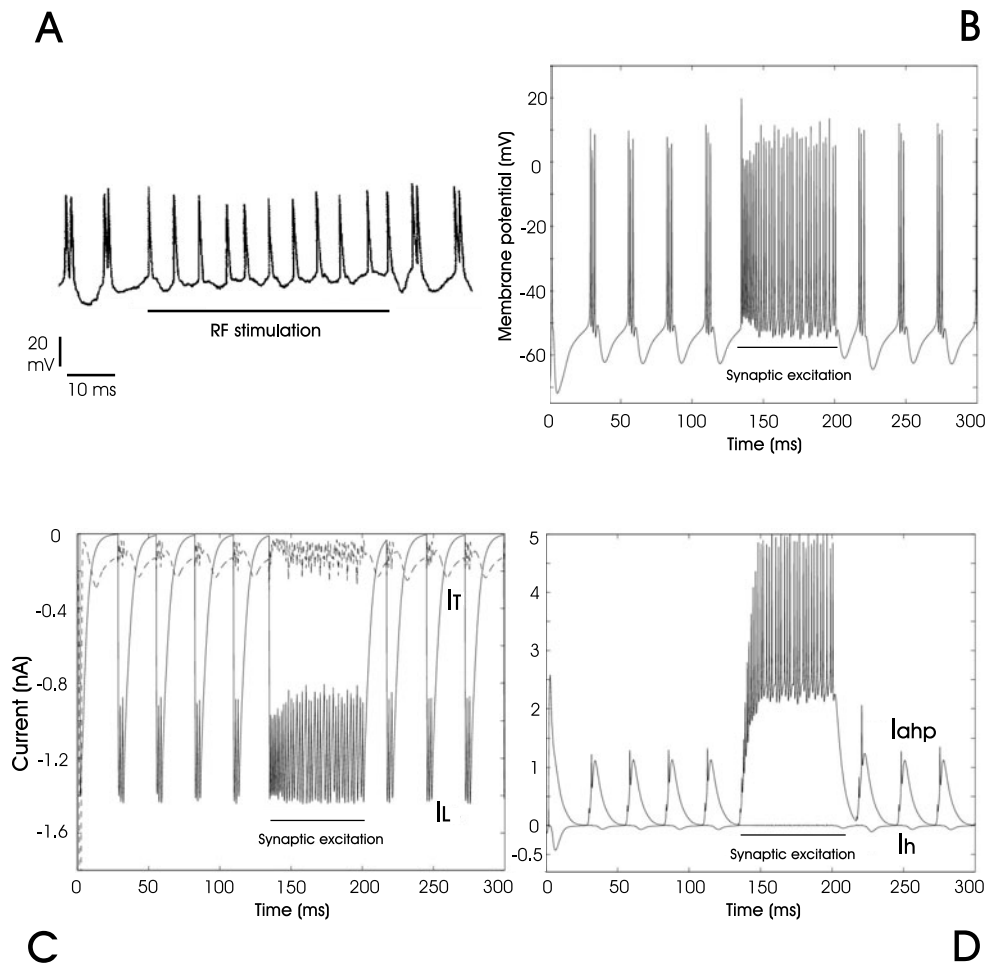 A
RF stimulation
20
mV
10 ms
B
Membrane potential (mV)
20
0
-20
-40
-60
Synaptic excitation
0
50
100
150
200
250
300
Time (ms)
Current (nA)
0
-0.4
-0.8
-1.2
-1.6
IT
IL
Synaptic excitation
0
50
100
150
200
250
300
Time (ms)
C
5
4
3
2
1
0
-0.5
Iahp
Ih
Synaptic excitation
0
50
100
150
200
250
300
Time (ms)
D